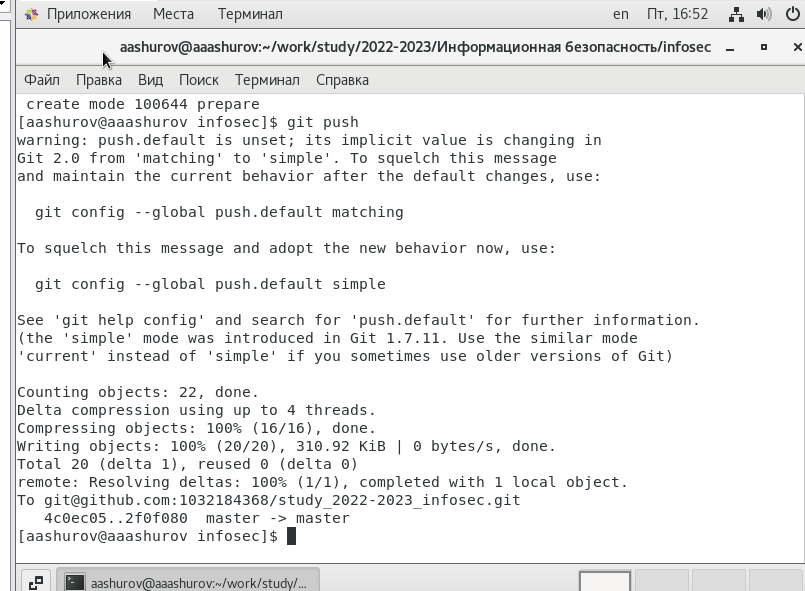 Приложения Места Терминал en Пт, 16:52
aashurov@aaashurov:~/work/study/2022-2023/Информационная безопасность/infosec
Файл Правка Вид Поиск Терминал Справка
create mode 100644 prepare
[aashurov@aaashurov infosec]$ git push
warning: push.default is unset; its implicit value is changing in
Git 2.0 from 'matching' to 'simple'. To squelch this message
and maintain the current behavior after the default changes, use:
git config --global push.default matching
To squelch this message and adopt the new behavior now, use:
git config --global push.default simple
See 'git help config' and search for 'push.default' for further information.
(the 'simple' mode was introduced in Git 1.7.11. Use the similar mode
'current' instead of 'simple' if you sometimes use older versions of Git)
Counting objects: 22, done.
Delta compression using up to 4 threads.
Compressing objects: 100% (16/16), done.
Writing objects: 100% (20/20), 310.92 KiB | 0 bytes/s, done.
Total 20 (delta 1), reused 0 (delta 0)
remote: Resolving deltas: 100% (1/1), completed with 1 local object.
To git@github.com:1032184368/study_2022-2023_infosec.git
4c0ec05..2f0f080 master -> master
[aashurov@aaashurov infosec]$
aashurov@aaashurov:~/work/study/...